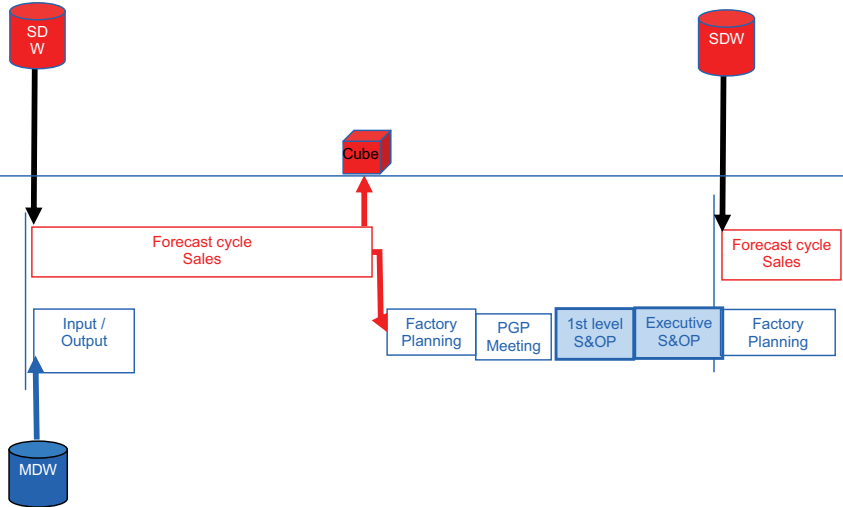 SD
W
SDW
Cube
Forecast cycle
Sales
Forecast cycle
Sales
Input /
Output
Factory
Planning
PGP
Meeting
1st level
S&OP
Executive
S&OP
Factory
Planning
MDW